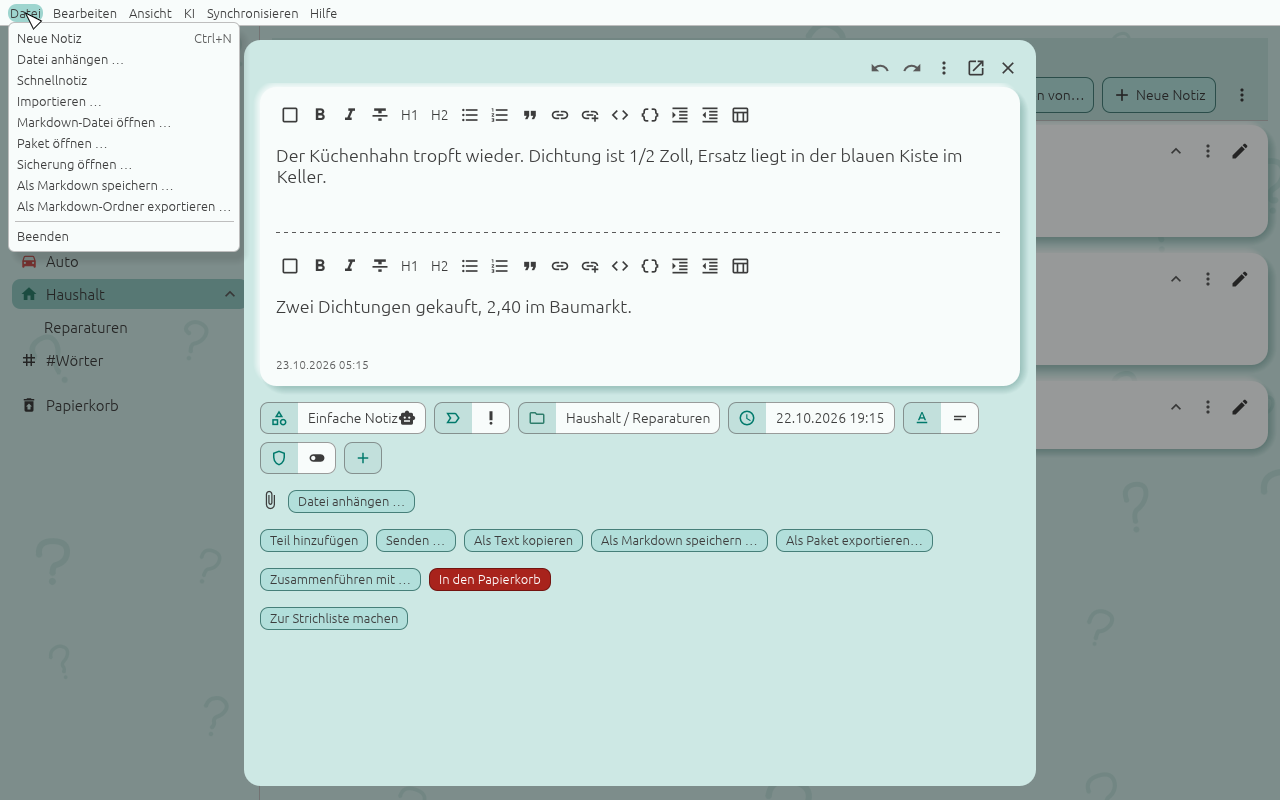 Datei Bearbeiten Ansicht KI Synchronisieren Hilfe
Neue Notiz Ctrl+N
Datei anhängen …
Schnellnotiz
Importieren …
Markdown-Datei öffnen …
Paket öffnen …
Sicherung öffnen …
Als Markdown speichern …
Als Markdown-Ordner exportieren …
Beenden
Auto
Haushalt
Reparaturen
#Wörter
Papierkorb
n von…
Neue Notiz
H1 H2
Der Küchenhahn tropft wieder. Dichtung ist 1/2 Zoll, Ersatz liegt in der blauen Kiste im
Keller.
H1 H2
Zwei Dichtungen gekauft, 2,40 im Baumarkt.
23.10.2026 05:15
Einfache Notiz
Haushalt / Reparaturen
22.10.2026 19:15
Datei anhängen …
Teil hinzufügen Senden … Als Text kopieren Als Markdown speichern … Als Paket exportieren…
Zusammenführen mit … In den Papierkorb
Zur Strichliste machen